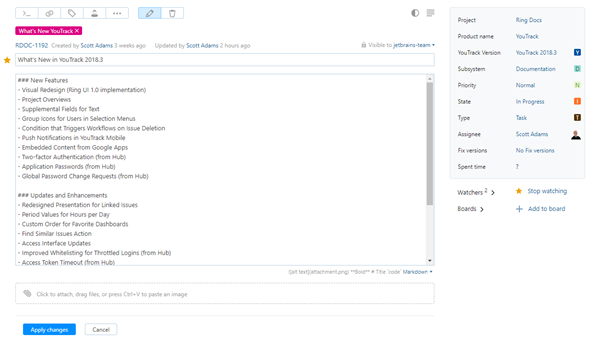 What's New YouTrack ×
RDOC-1192 Created by Scott Adams 3 weeks ago Updated by Scott Adams 2 hours ago Visible to jetbrains-team
What's New in YouTrack 2018.3
### New Features
- Visual Redesign (Ring UI 1.0 implementation)
- Project Overviews
- Supplemental Fields for Text
- Group Icons for Users in Selection Menus
- Condition that Triggers Workflows on Issue Deletion
- Push Notifications in YouTrack Mobile
- Embedded Content from Google Apps
- Two-factor Authentication (from Hub)
- Application Passwords (from Hub)
- Global Password Change Requests (from Hub)
### Updates and Enhancements
- Redesigned Presentation for Linked Issues
- Period Values for Hours per Day
- Custom Order for Favorite Dashboards
- Find Similar Issues Action
- Access Interface Updates
- Improved Whitelisting for Throttled Logins (from Hub)
- Access Token Timeout (from Hub)
![alt text](attachment.png) **Bold** # Title `code` Markdown
Click to attach, drag files, or press Ctrl+V to paste an image
Apply changes Cancel
Project Ring Docs
Product name YouTrack
YouTrack Version YouTrack 2018.3 Y
Subsystem Documentation D
Priority Normal N
State In Progress I
Type Task T
Assignee Scott Adams
Fix versions No Fix versions
Spent time ?
Watchers 2 Stop watching
Boards Add to board